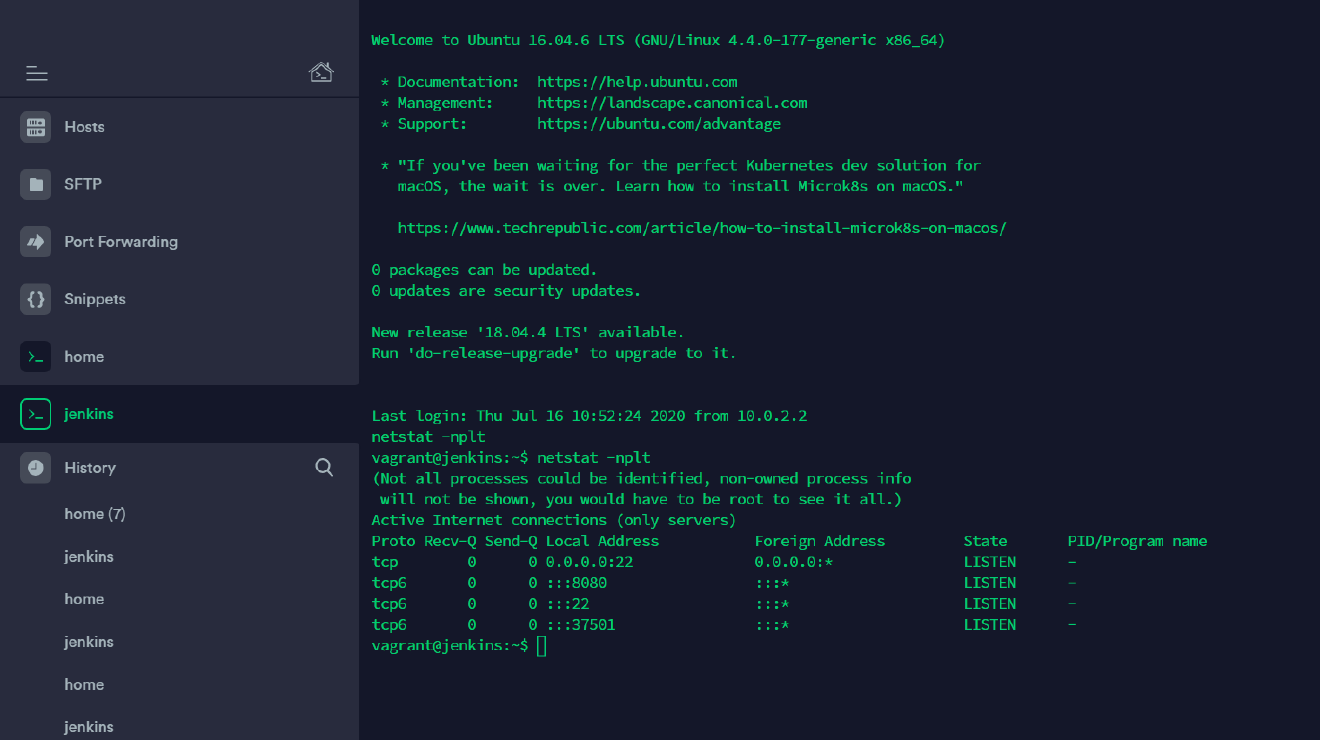 Hosts
SFTP
Port Forwarding
Snippets
home
jenkins
History
home (7)
jenkins
home
jenkins
home
jenkins
Welcome to Ubuntu 16.04.6 LTS (GNU/Linux 4.4.0-177-generic x86_64)
* Documentation:  https://help.ubuntu.com
* Management:     https://landscape.canonical.com
* Support:        https://ubuntu.com/advantage
* "If you've been waiting for the perfect Kubernetes dev solution for
macOS, the wait is over. Learn how to install Microk8s on macOS."
https://www.techrepublic.com/article/how-to-install-microk8s-on-macos/
0 packages can be updated.
0 updates are security updates.
New release '18.04.4 LTS' available.
Run 'do-release-upgrade' to upgrade to it.
Last login: Thu Jul 16 10:52:24 2020 from 10.0.2.2
netstat -nplt
vagrant@jenkins:~$ netstat -nplt
(Not all processes could be identified, non-owned process info
will not be shown, you would have to be root to see it all.)
Active Internet connections (only servers)
Proto Recv-Q Send-Q Local Address           Foreign Address         State       PID/Program name
tcp        0      0 0.0.0.0:22              0.0.0.0:*               LISTEN      -
tcp6       0      0 :::8080                 :::*                    LISTEN      -
tcp6       0      0 :::22                   :::*                    LISTEN      -
tcp6       0      0 :::37501                :::*                    LISTEN      -
vagrant@jenkins:~$